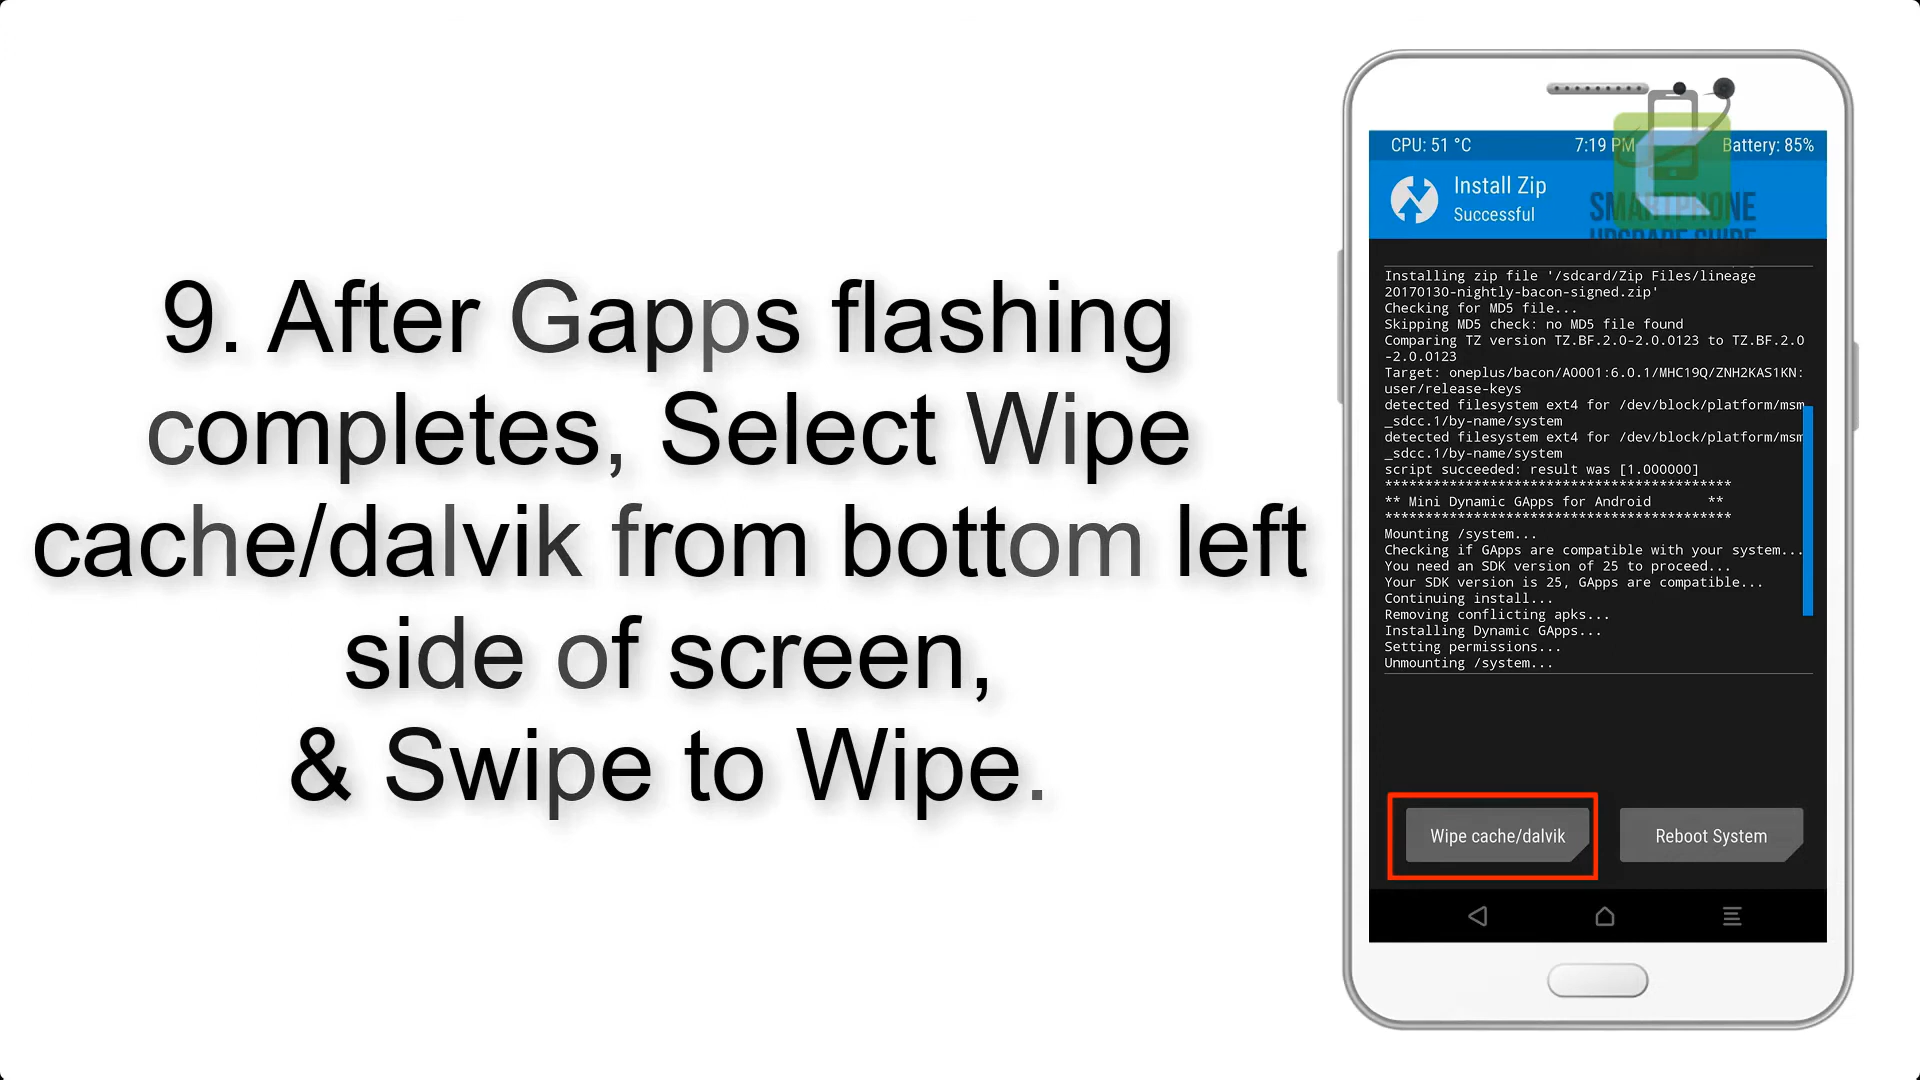 9. After Gapps flashing
completes, Select Wipe
cache/dalvik from bottom left
side of screen,
& Swipe to Wipe.
CPU: 51 °C 7:19 PM Battery: 85%
Install Zip
Successful
SMARTPHONE
UPGRADE GUIDE
Installing zip file '/sdcard/Zip Files/lineage
20170130-nightly-bacon-signed.zip'
Checking for MD5 file...
Skipping MD5 check: no MD5 file found
Comparing TZ version TZ.BF.2.0-2.0.0123 to TZ.BF.2.0
-2.0.0123
Target: oneplus/bacon/A0001:6.0.1/MHC19Q/ZNH2KAS1KN:
user/release-keys
detected filesystem ext4 for /dev/block/platform/msm
_sdcc.1/by-name/system
detected filesystem ext4 for /dev/block/platform/msm
_sdcc.1/by-name/system
script succeeded: result was [1.000000]
*******************************************
** Mini Dynamic GApps for Android **
*******************************************
Mounting /system...
Checking if GApps are compatible with your system...
You need an SDK version of 25 to proceed...
Your SDK version is 25, GApps are compatible...
Continuing install...
Removing conflicting apks...
Installing Dynamic GApps...
Setting permissions...
Unmounting /system...
Wipe cache/dalvik Reboot System